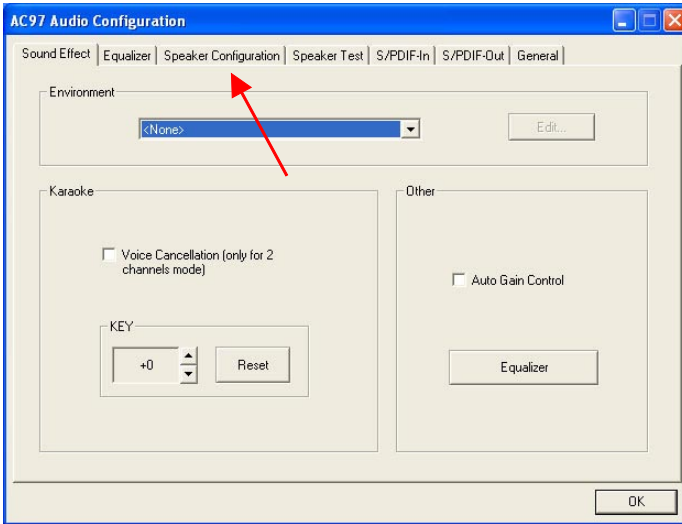 AC97 Audio Configuration
Sound Effect Equalizer Speaker Configuration Speaker Test S/PDIF-In S/PDIF-Out General
Environment
<None>
Edit...
Karaoke
Voice Cancellation (only for 2
channels mode)
KEY
+0
Reset
Other
Auto Gain Control
Equalizer
OK